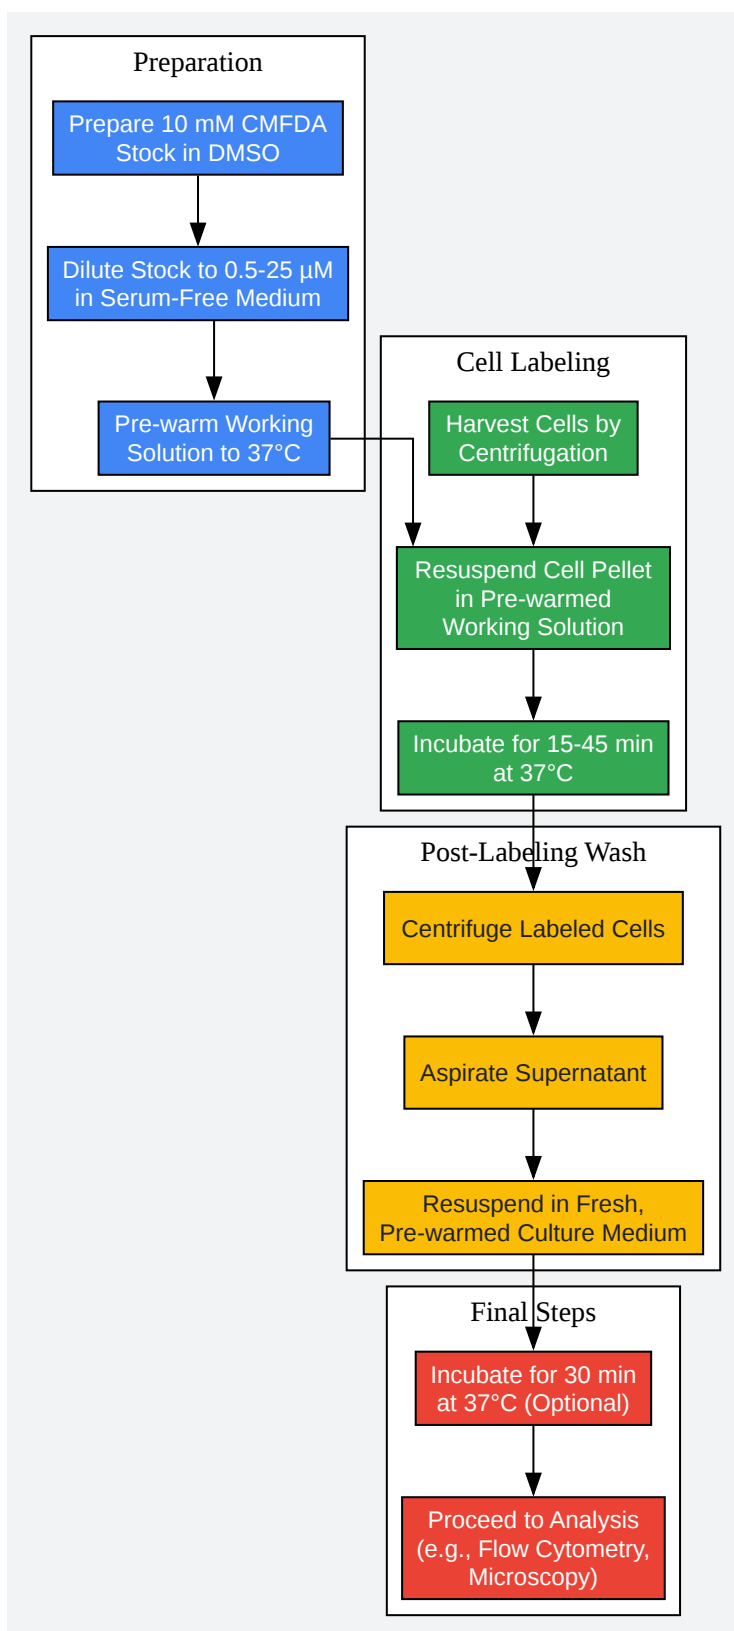 Preparation
Prepare 10 mM CMFDA
Stock in DMSO
Dilute Stock to 0.5-25 µM
in Serum-Free Medium
Pre-warm Working
Solution to 37°C
Cell Labeling
Harvest Cells by
Centrifugation
Resuspend Cell Pellet
in Pre-warmed
Working Solution
Incubate for 15-45 min
at 37°C
Post-Labeling Wash
Centrifuge Labeled Cells
Aspirate Supernatant
Resuspend in Fresh,
Pre-warmed Culture Medium
Final Steps
Incubate for 30 min
at 37°C (Optional)
Proceed to Analysis
(e.g., Flow Cytometry,
Microscopy)